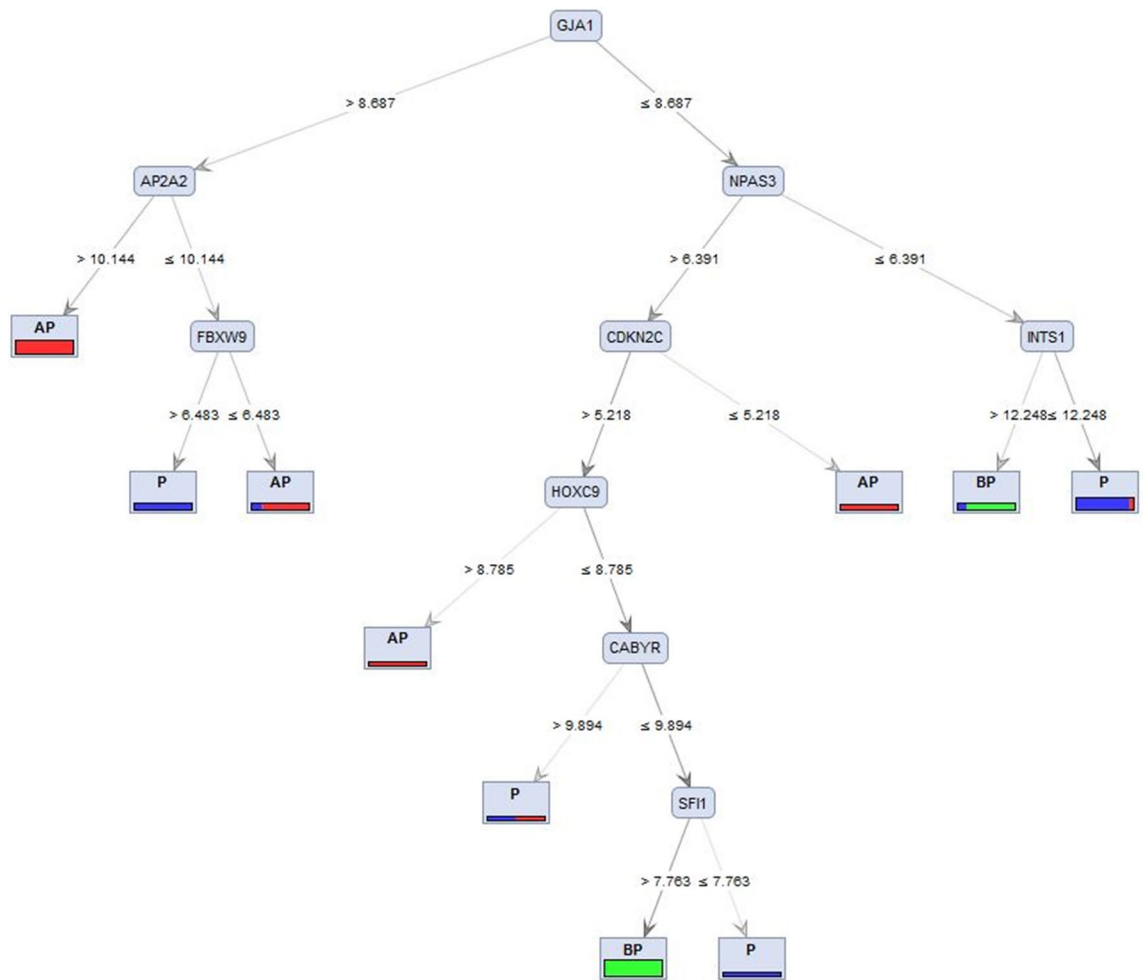 GJA1
> 8.687
≤ 8.687
AP2A2
NPAS3
> 10.144
≤ 10.144
> 6.391
≤ 6.391
AP
FBXW9
CDKN2C
INTS1
> 6.483
≤ 6.483
> 5.218
≤ 5.218
> 12.248
≤ 12.248
P
AP
HOXC9
AP
BP
P
> 8.785
≤ 8.785
AP
CABYR
> 9.894
≤ 9.894
P
SFI1
> 7.763
≤ 7.763
BP
P